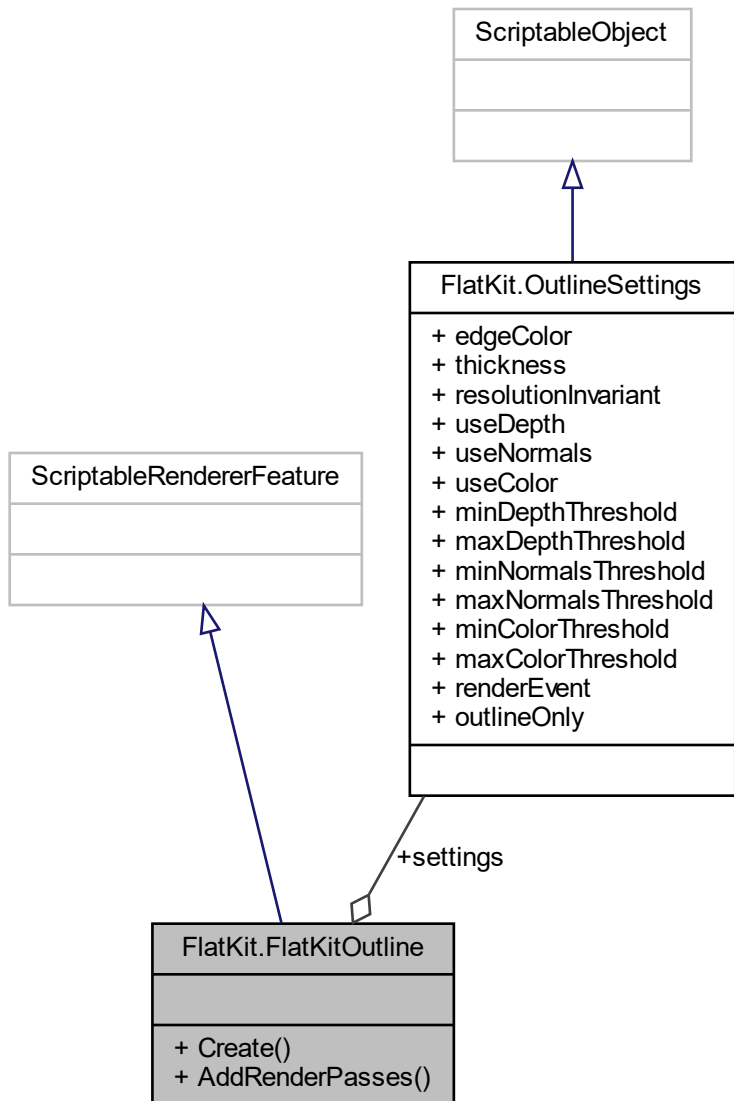 ScriptableObject
FlatKit.OutlineSettings
+ edgeColor
+ thickness
+ resolutionInvariant
+ useDepth
+ useNormals
+ useColor
+ minDepthThreshold
+ maxDepthThreshold
+ minNormalsThreshold
+ maxNormalsThreshold
+ minColorThreshold
+ maxColorThreshold
+ renderEvent
+ outlineOnly
ScriptableRendererFeature
+settings
FlatKit.FlatKitOutline
+ Create()
+ AddRenderPasses()